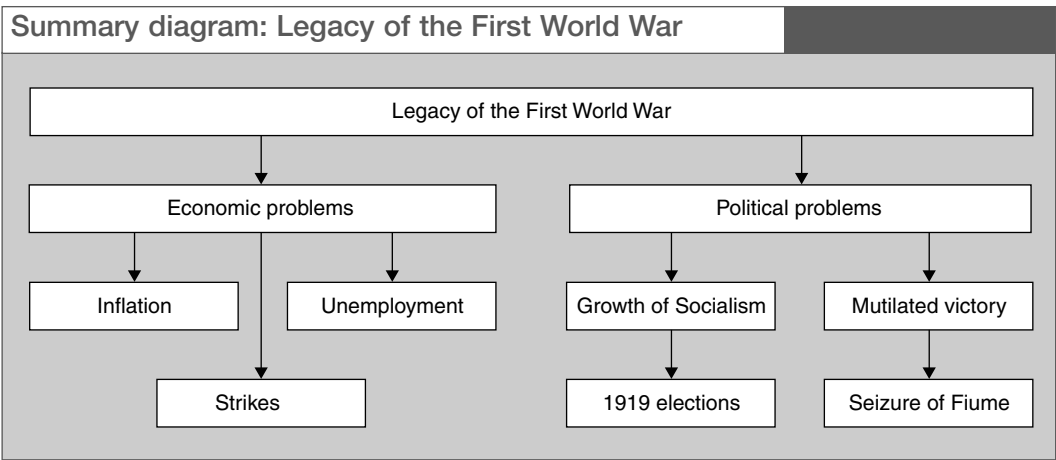 Summary diagram: Legacy of the First World War
Legacy of the First World War
Economic problems
Political problems
Inflation
Unemployment
Growth of Socialism
Mutilated victory
Strikes
1919 elections
Seizure of Fiume